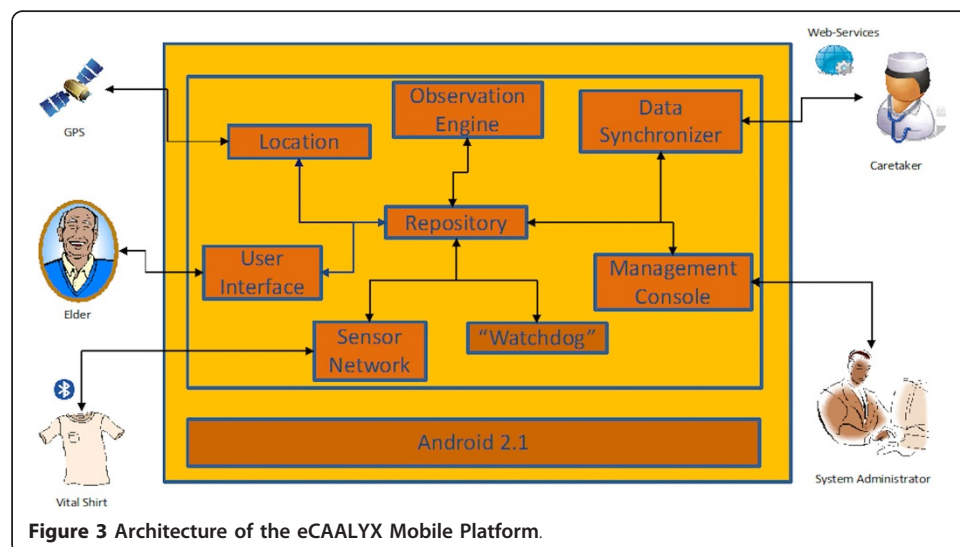 Web-Services
GPS
Location
Observation
Engine
Data
Synchronizer
Caretaker
Repository
User
Interface
Management
Console
Elder
Sensor
Network
“Watchdog”
Android 2.1
Vital Shirt
System Administrator
Figure 3 Architecture of the eCAALYX Mobile Platform.